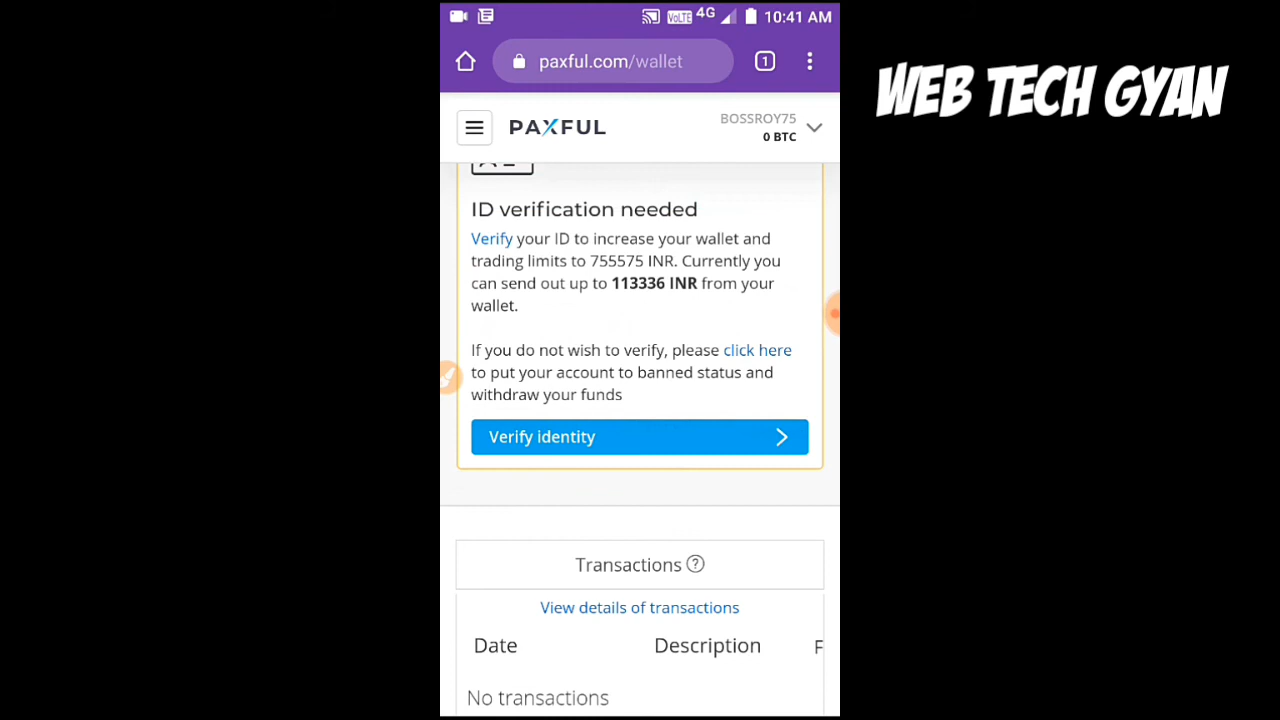 VoLTE 4G 10:41 AM
WEB TECH GYAN
paxful.com/wallet 1
PAXFUL
BOSSROY75
0 BTC
ID verification needed
Verify your ID to increase your wallet and
trading limits to 755575 INR. Currently you
can send out up to 113336 INR from your
wallet.
If you do not wish to verify, please click here
to put your account to banned status and
withdraw your funds
Verify identity
Transactions ?
View details of transactions
Date Description F
No transactions